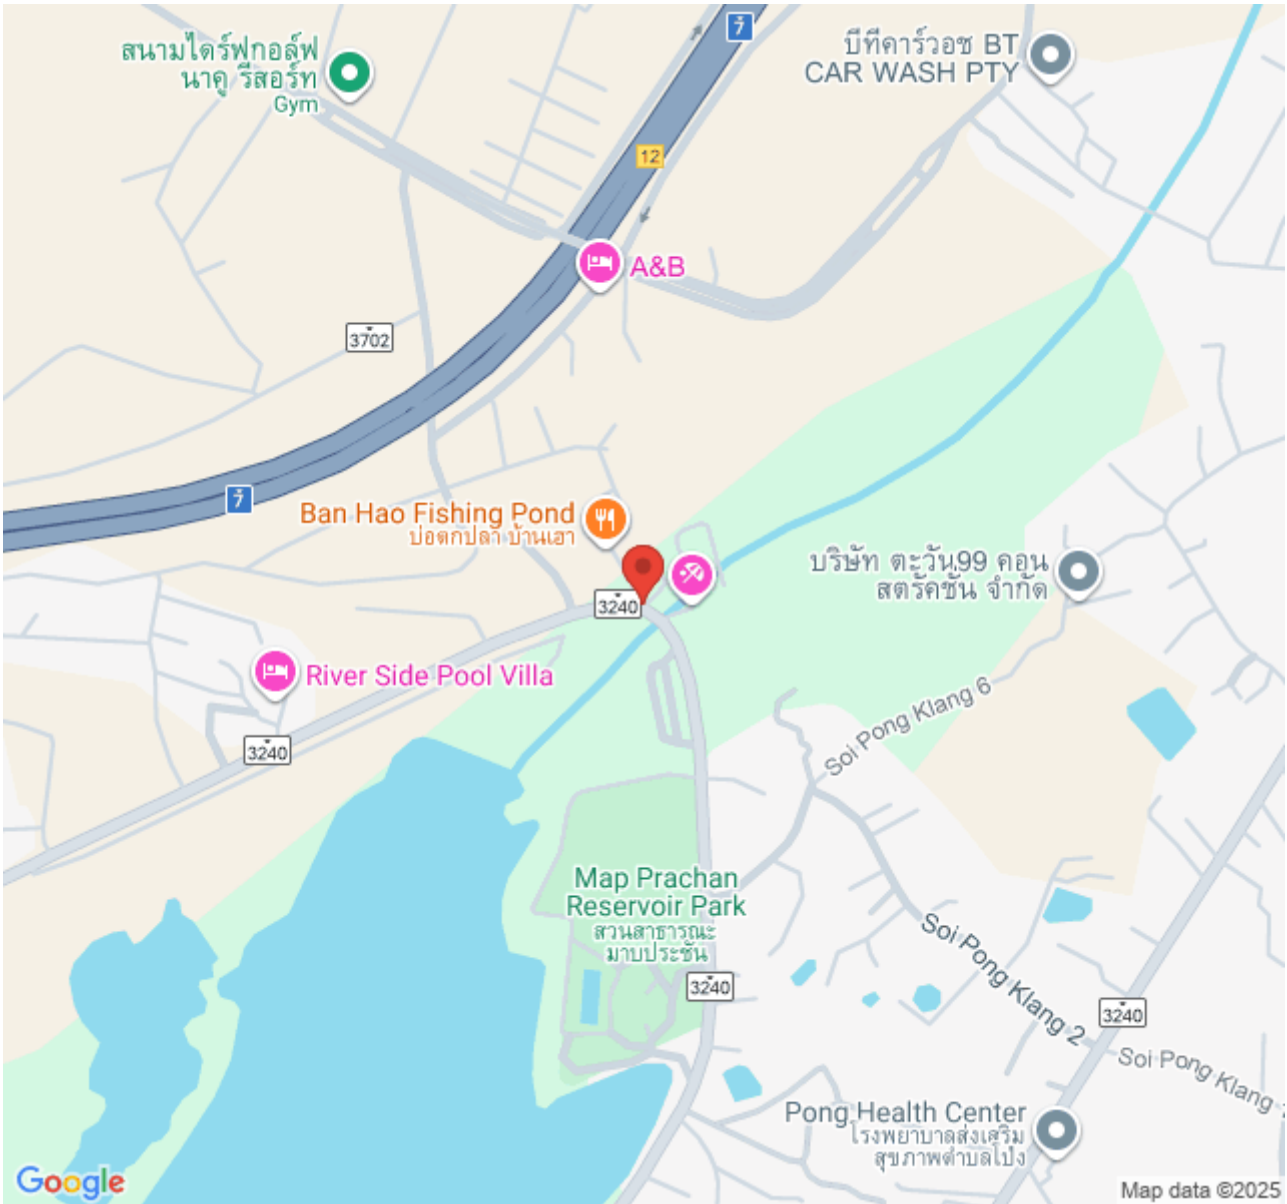 7
สนามไดร์ฟกอล์ฟ
นาคู รีสอร์ท
Gym
บีทีคาร์วอช BT
CAR WASH PTY
12
A&B
3702
7
Ban Hao Fishing Pond
บ่อตกปลา บ้านเฮา
บริษัท ตะวัน99 คอน
สตรัคชั่น จำกัด
3240
River Side Pool Villa
Soi Pong Klang 6
3240
Map Prachan
Reservoir Park
สวนสาธารณะ
มาบประชัน
Soi Pong Klang 2
3240
3240
Soi Pong Klang
Pong Health Center
โรงพยาบาลส่งเสริม
สุขภาพตำบลโป่ง
Google
Map data ©2025